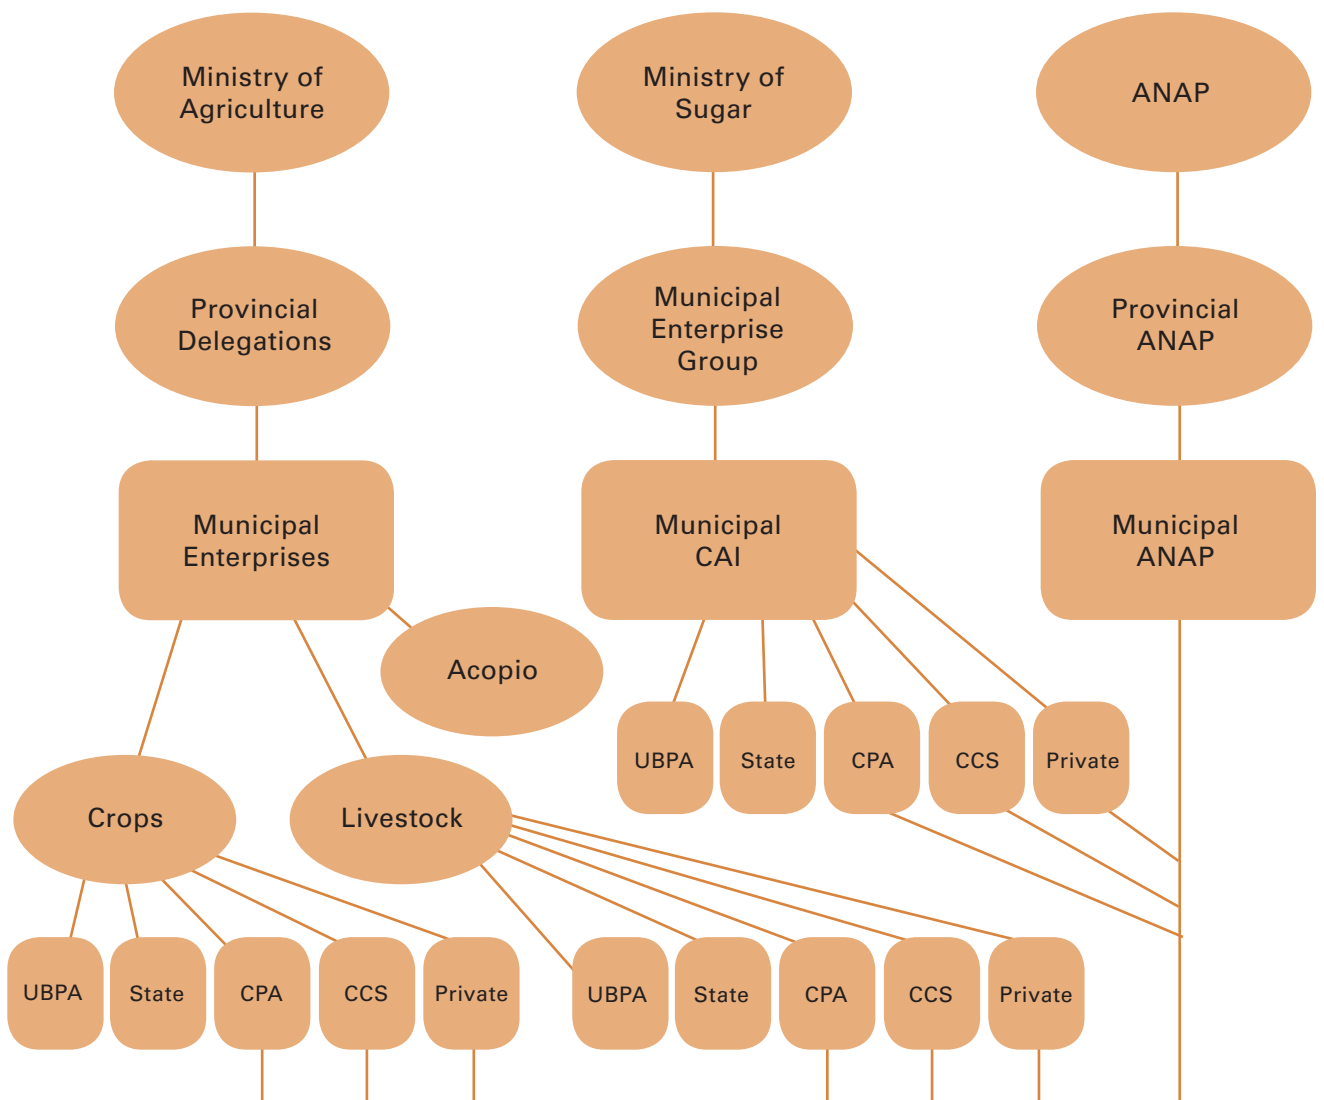 Ministry of
Agriculture
Ministry of
Sugar
ANAP
Provincial
Delegations
Municipal
Enterprise
Group
Provincial
ANAP
Municipal
Enterprises
Municipal
CAI
Municipal
ANAP
Acopio
UBPA
State
CPA
CCS
Private
Crops
Livestock
UBPA
State
CPA
CCS
Private
UBPA
State
CPA
CCS
Private